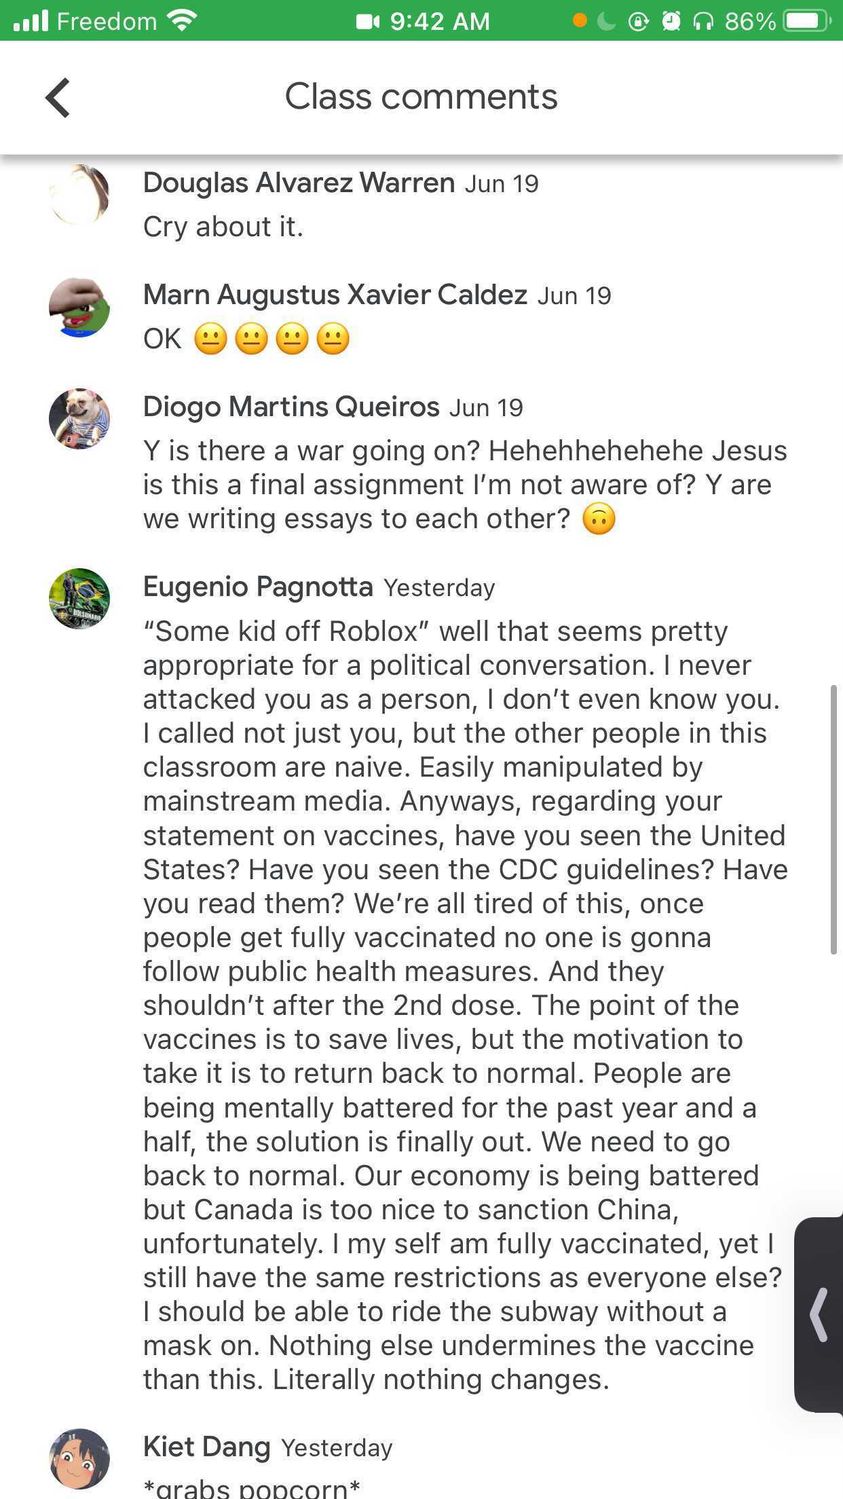 Freedom 9:42 AM 86%
Class comments
Douglas Alvarez Warren Jun 19
Cry about it.
Marn Augustus Xavier Caldez Jun 19
OK 😐😐😐😐
Diogo Martins Queiros Jun 19
Y is there a war going on? Hehehhehehehe Jesus
is this a final assignment I’m not aware of? Y are
we writing essays to each other? 🙃
Eugenio Pagnotta Yesterday
“Some kid off Roblox” well that seems pretty
appropriate for a political conversation. I never
attacked you as a person, I don’t even know you.
I called not just you, but the other people in this
classroom are naive. Easily manipulated by
mainstream media. Anyways, regarding your
statement on vaccines, have you seen the United
States? Have you seen the CDC guidelines? Have
you read them? We’re all tired of this, once
people get fully vaccinated no one is gonna
follow public health measures. And they
shouldn’t after the 2nd dose. The point of the
vaccines is to save lives, but the motivation to
take it is to return back to normal. People are
being mentally battered for the past year and a
half, the solution is finally out. We need to go
back to normal. Our economy is being battered
but Canada is too nice to sanction China,
unfortunately. I my self am fully vaccinated, yet I
still have the same restrictions as everyone else?
I should be able to ride the subway without a
mask on. Nothing else undermines the vaccine
than this. Literally nothing changes.
Kiet Dang Yesterday
*grabs popcorn*